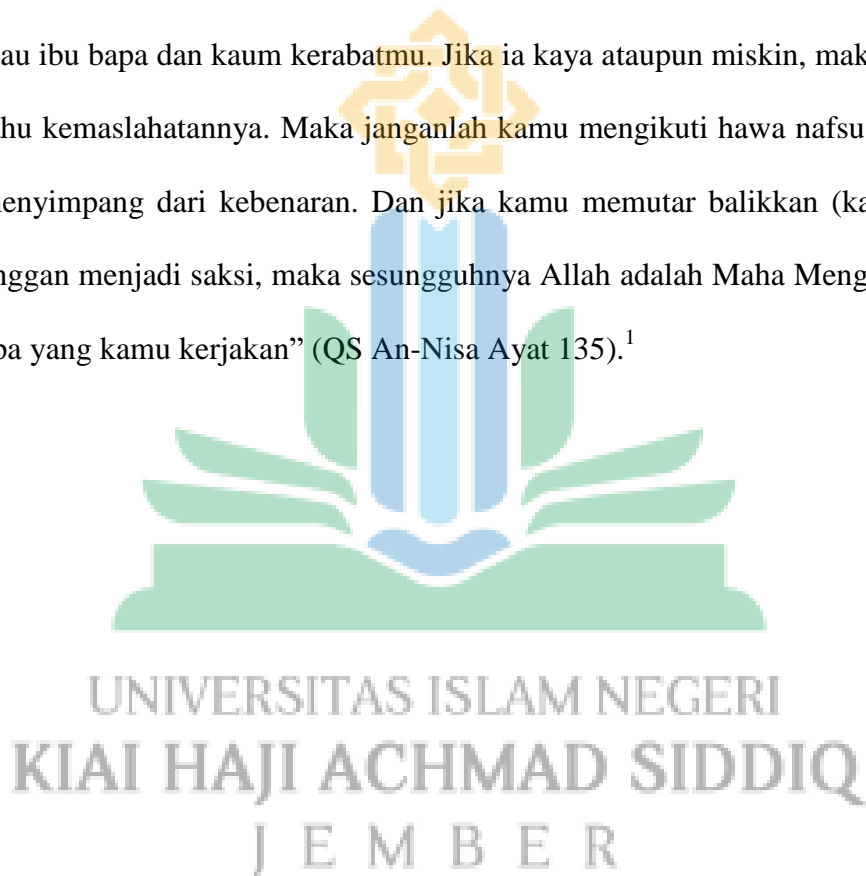 au ibu bapa dan kaum kerabatmu. Jika ia kaya ataupun miskin, mak
hu kemaslahatannya. Maka janganlah kamu mengikuti hawa nafsu
enyimpang dari kebenaran. Dan jika kamu memutar balikkan (ka
nggan menjadi saksi, maka sesungguhnya Allah adalah Maha Meng
pa yang kamu kerjakan” (QS An-Nisa Ayat 135).¹
UNIVERSITAS ISLAM NEGERI
KIAI HAJI ACHMAD SIDDIQ
JEMBER